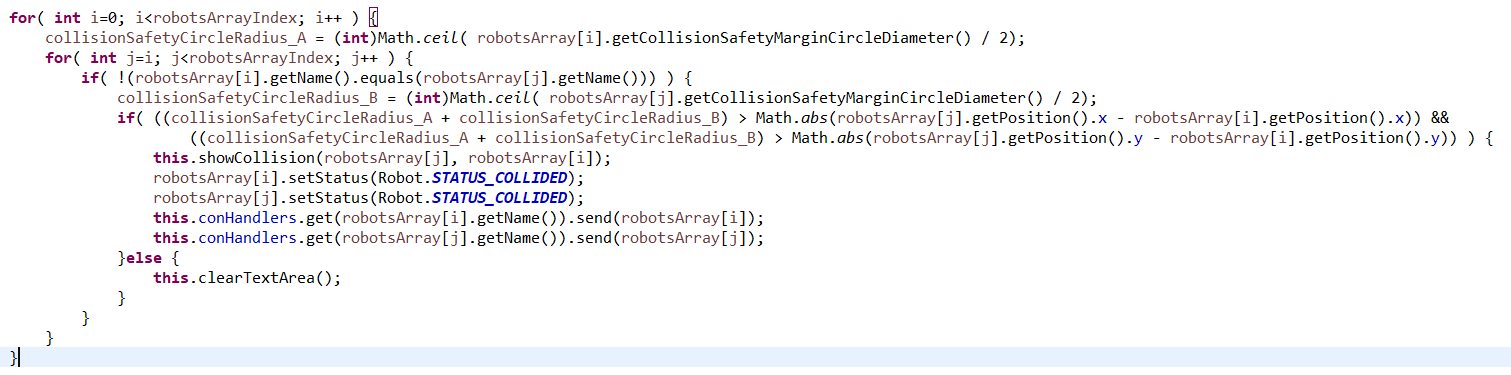 for( int i=0; i<robotsArrayIndex; i++ ) {
    collisionSafetyCircleRadius_A = (int)Math.ceil( robotsArray[i].getCollisionSafetyMarginCircleDiameter() / 2);
    for( int j=i; j<robotsArrayIndex; j++ ) {
        if( !(robotsArray[i].getName().equals(robotsArray[j].getName())) ) {
            collisionSafetyCircleRadius_B = (int)Math.ceil( robotsArray[j].getCollisionSafetyMarginCircleDiameter() / 2);
            if( ((collisionSafetyCircleRadius_A + collisionSafetyCircleRadius_B) > Math.abs(robotsArray[j].getPosition().x - robotsArray[i].getPosition().x)) &&
                    ((collisionSafetyCircleRadius_A + collisionSafetyCircleRadius_B) > Math.abs(robotsArray[j].getPosition().y - robotsArray[i].getPosition().y)) ) {
                this.showCollision(robotsArray[j], robotsArray[i]);
                robotsArray[i].setStatus(Robot.STATUS_COLLIDED);
                robotsArray[j].setStatus(Robot.STATUS_COLLIDED);
                this.conHandlers.get(robotsArray[i].getName()).send(robotsArray[i]);
                this.conHandlers.get(robotsArray[j].getName()).send(robotsArray[j]);
            }else {
                this.clearTextArea();
            }
        }
    }
}